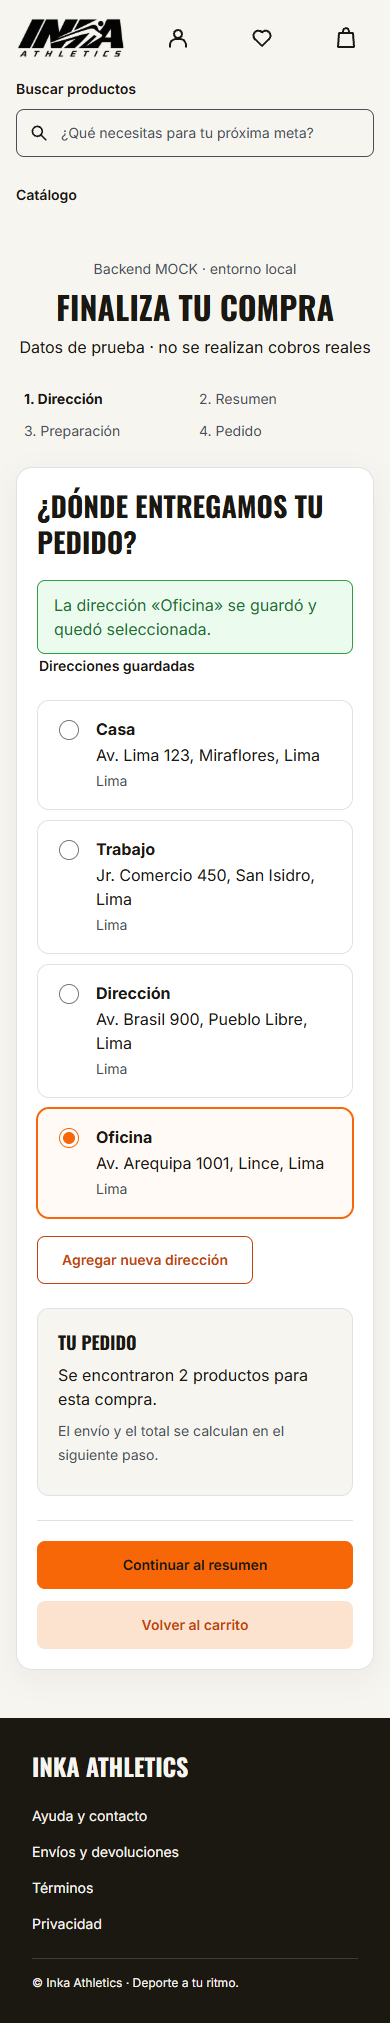 INKA
ATHLETICS
Buscar productos
¿Qué necesitas para tu próxima meta?
Catálogo
Backend MOCK · entorno local
FINALIZA TU COMPRA
Datos de prueba · no se realizan cobros reales
1. Dirección
2. Resumen
3. Preparación
4. Pedido
¿DÓNDE ENTREGAMOS TU
PEDIDO?
La dirección «Oficina» se guardó y
quedó seleccionada.
Direcciones guardadas
Casa
Av. Lima 123, Miraflores, Lima
Lima
Trabajo
Jr. Comercio 450, San Isidro,
Lima
Lima
Dirección
Av. Brasil 900, Pueblo Libre,
Lima
Lima
Oficina
Av. Arequipa 1001, Lince, Lima
Lima
Agregar nueva dirección
TU PEDIDO
Se encontraron 2 productos para
esta compra.
El envío y el total se calculan en el
siguiente paso.
Continuar al resumen
Volver al carrito
INKA ATHLETICS
Ayuda y contacto
Envíos y devoluciones
Términos
Privacidad
© Inka Athletics · Deporte a tu ritmo.